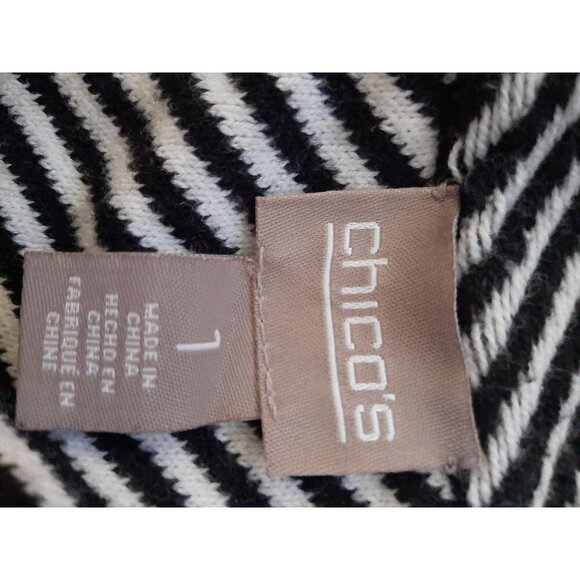 chico's
1
MADE IN
CHINA
HECHO EN
CHINA
FABRIQUÉ EN
CHINE